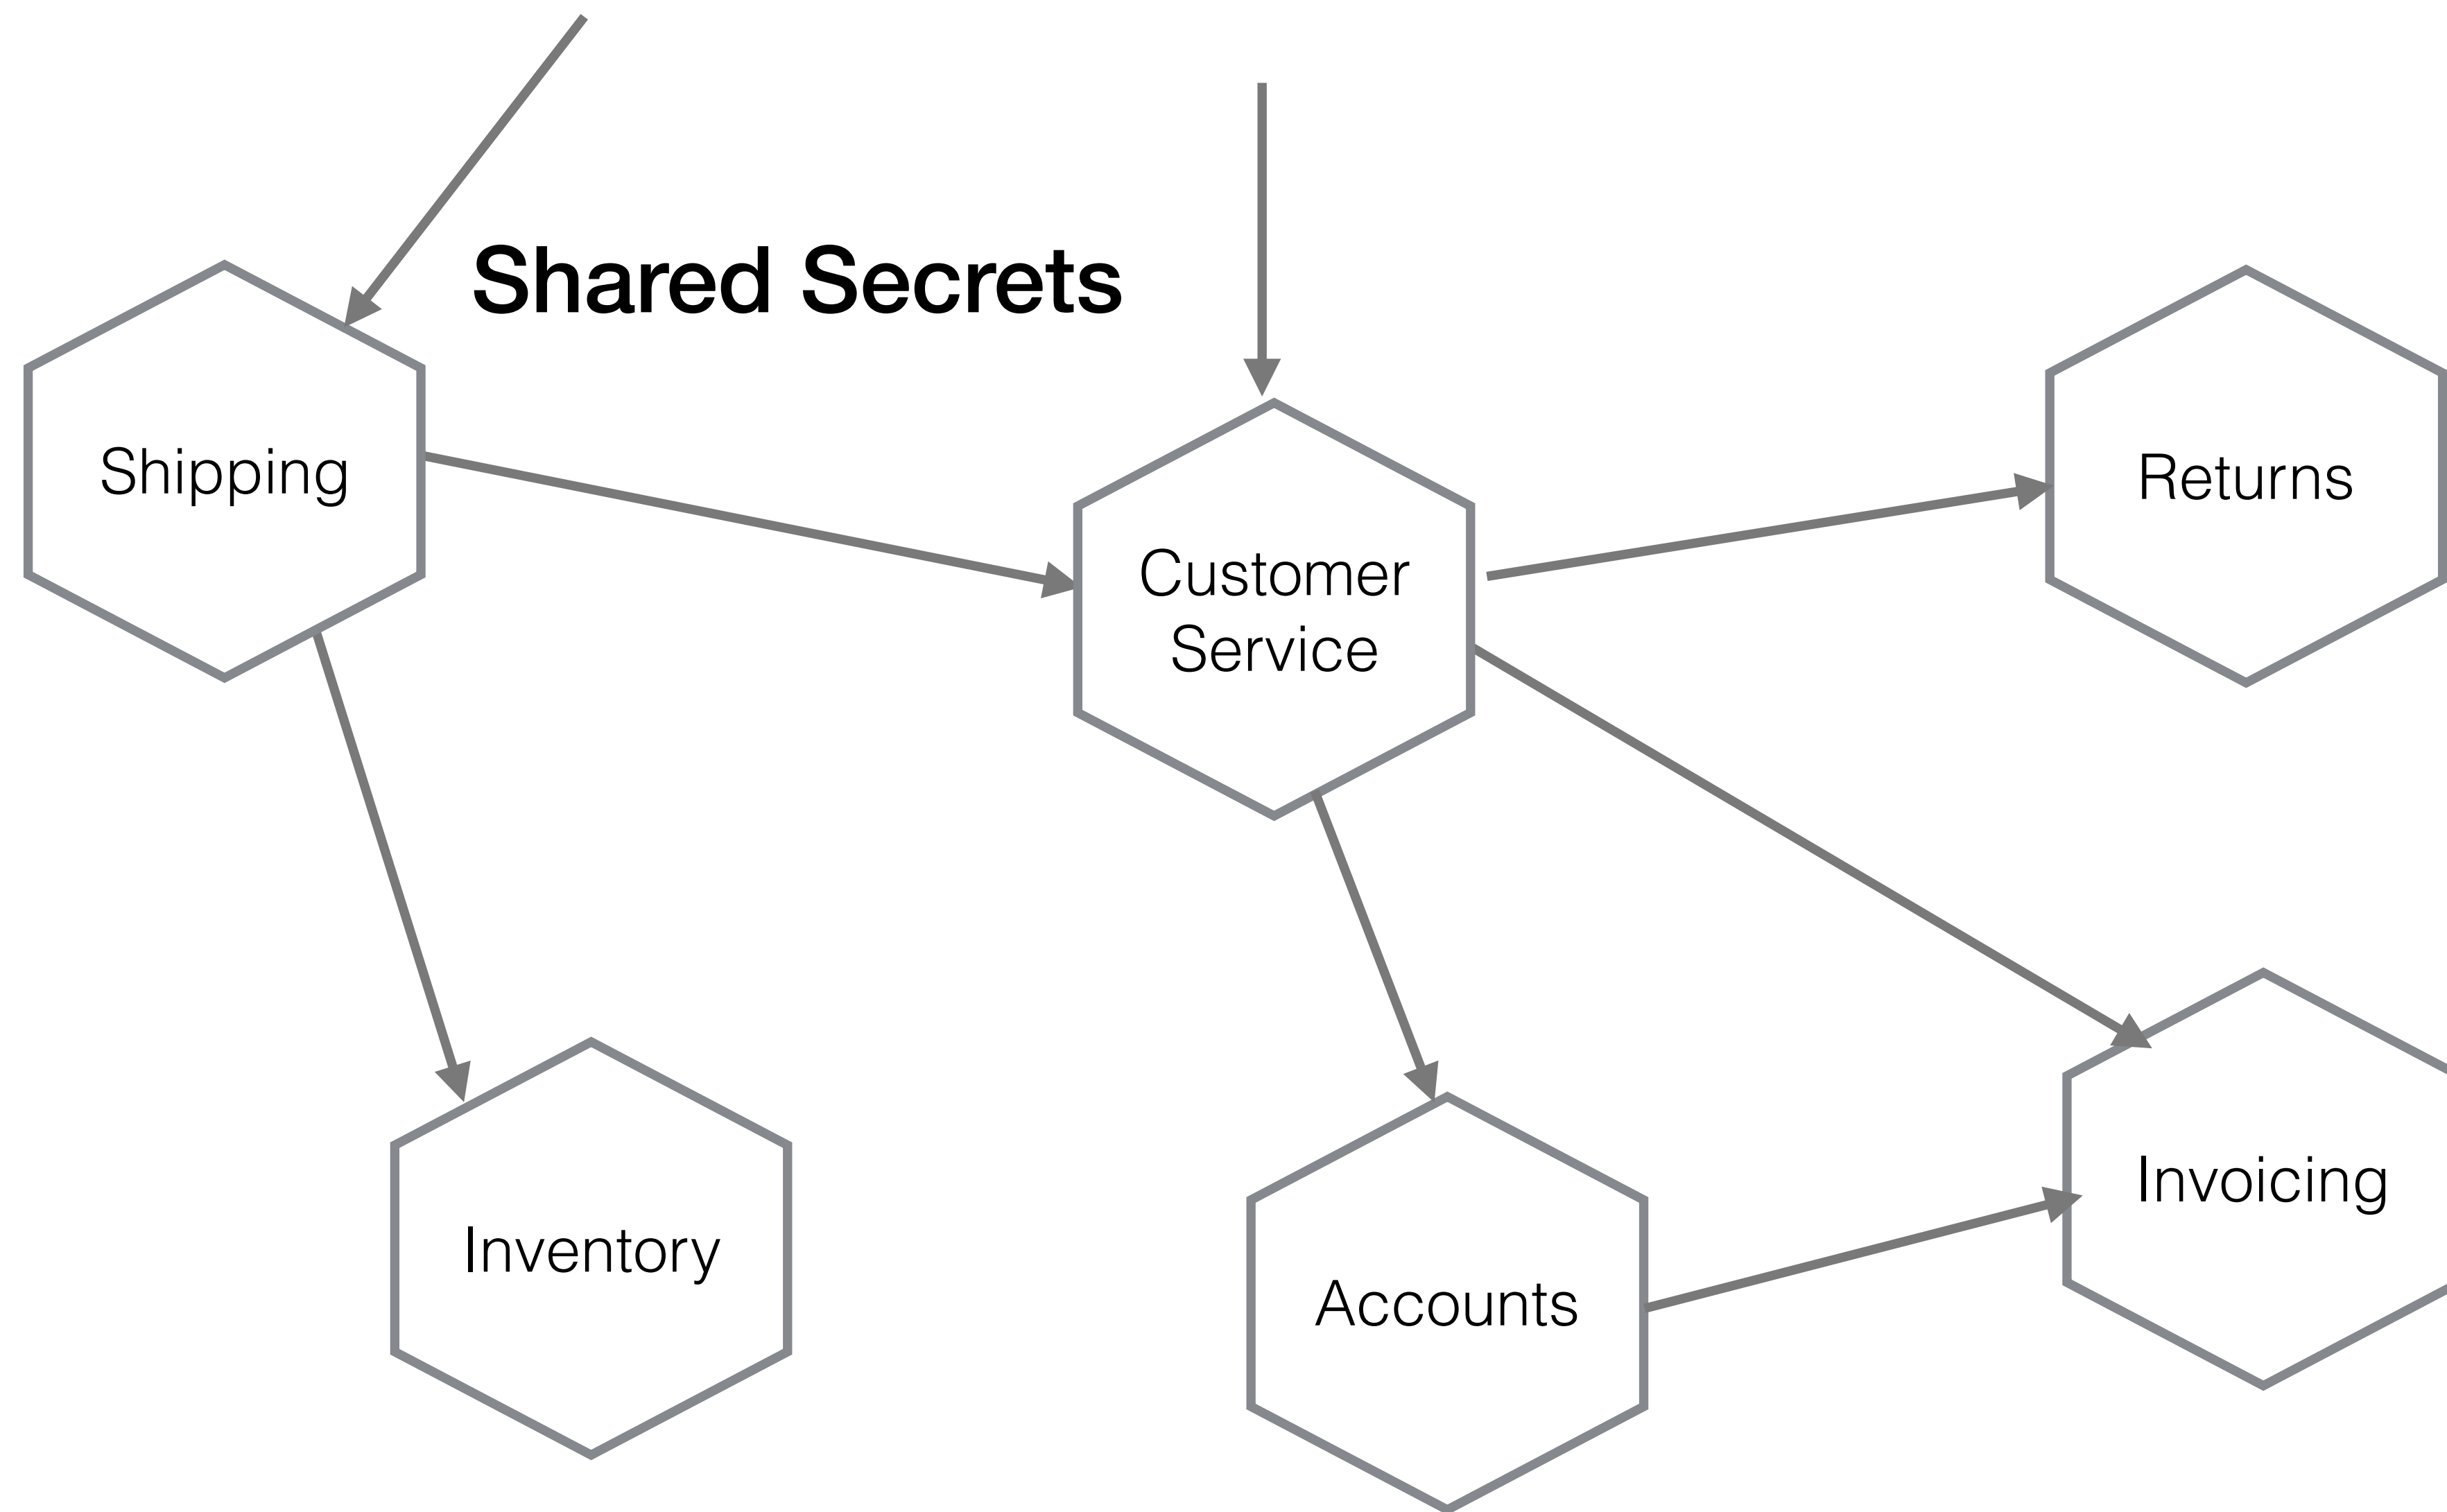 Shared Secrets
Shipping
Customer
Service
Returns
Inventory
Accounts
Invoicing